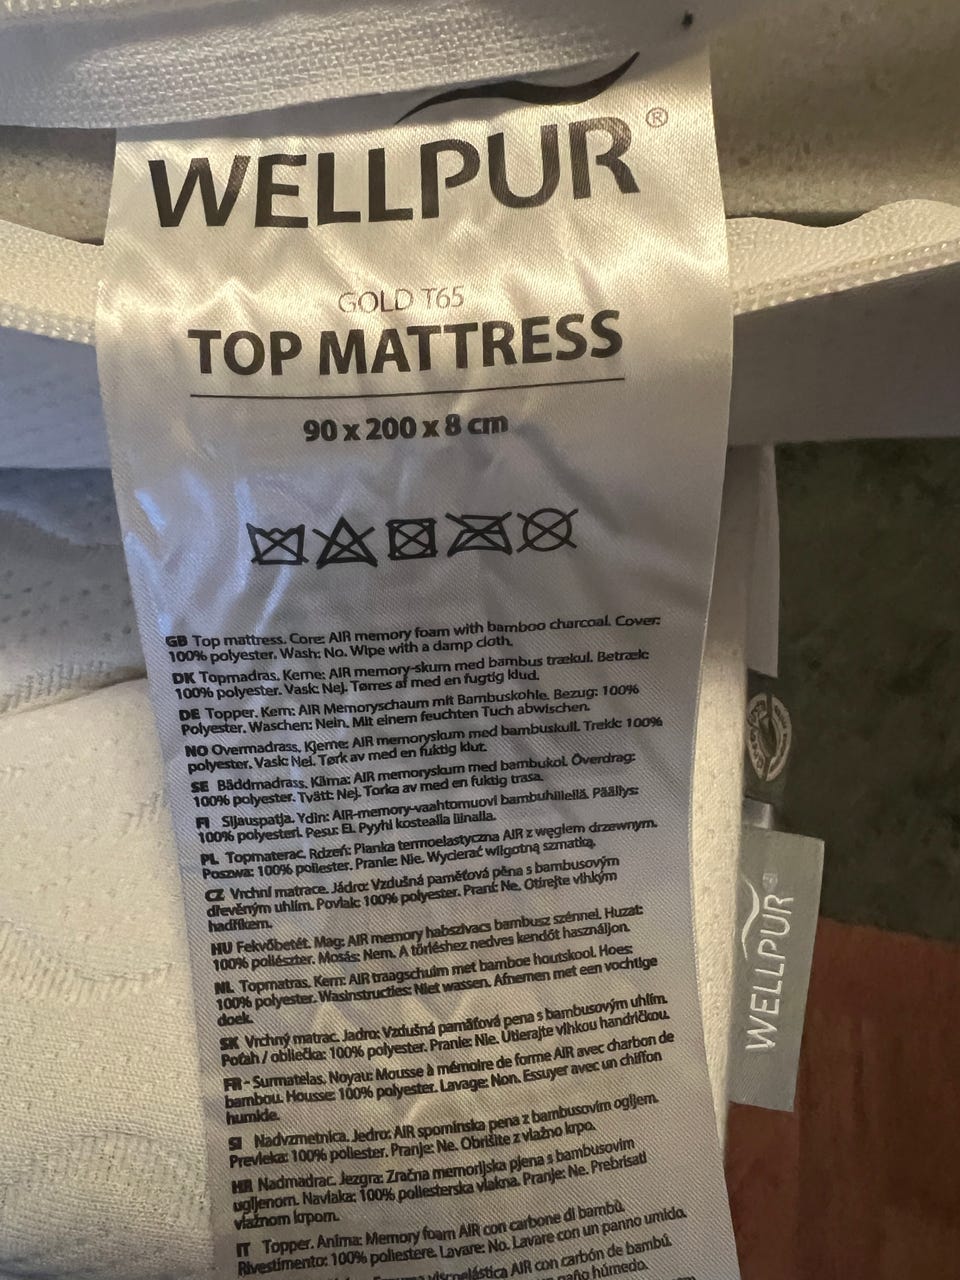 WELLPUR®
GOLD T65
TOP MATTRESS
90 x 200 x 8 cm
GB Top mattress. Core: AIR memory foam with bamboo charcoal. Cover:
100% polyester. Wash: No. Wipe with a damp cloth.
DK Topmadras. Kerne: AIR memory-skum med bambus trækul. Betræk:
100% polyester. Vask: Nej. Tørres af med en fugtig klud.
DE Topper. Kern: AIR Memoryschaum mit Bambuskohle. Bezug: 100%
Polyester. Waschen: Nein. Mit einem feuchten Tuch abwischen.
NO Overmadrass. Kjerne: AIR memoryskum med bambuskull. Trekk: 100%
polyester. Vask: Nei. Tørk av med en fuktig klut.
SE Bäddmadrass. Kärna: AIR memoryskum med bambukol. Överdrag:
100% polyester. Tvätt: Nej. Torka av med en fuktig trasa.
FI Sijauspatja. Ydin: AIR-memory-vaahtomuovi bambuhiilellä. Päällys:
100% polyesteri. Pesu: Ei. Pyyhi kostealla liinalla.
PL Topmaterac. Rdzeń: Pianka termoelastyczna AIR z węglem drzewnym.
Poszwa: 100% poliester. Pranie: Nie. Wycierać wilgotną szmatką.
CZ Vrchní matrace. Jádro: Vzdušná paměťová pěna s bambusovým
dřevěným uhlím. Povlak: 100% polyester. Praní: Ne. Otírejte vlhkým
hadříkem.
HU Fekvőbetét. Mag: AIR memory habszivacs bambusz szénnel. Huzat:
100% poliészter. Mosás: Nem. A törléshez nedves kendőt használjon.
NL Topmatras. Kern: AIR traagschuim met bamboe houtskool. Hoes:
100% polyester. Wasinstructies: Niet wassen. Afnemen met een vochtige
doek.
SK Vrchný matrac. Jadro: Vzdušná pamäťová pena s bambusovým uhlím.
Poťah / obliečka: 100% polyester. Pranie: Nie. Utierajte vlhkou handričkou.
FR - Surmatelas. Noyau: Mousse à mémoire de forme AIR avec charbon de
bambou. Housse: 100% polyester. Lavage: Non. Essuyer avec un chiffon
humide.
SI Nadvzmetnica. Jedro: AIR spominska pena z bambusovim ogljem.
Prevleka: 100% poliester. Pranje: Ne. Obrišite z vlažno krpo.
HR Nadmadrac. Jezgra: Zračna memorijska pjena s bambusovim
ugljenom. Navlaka: 100% poliesterska vlakna. Pranje: Ne. Prebrisati
vlažnom krpom.
IT Topper. Anima: Memory foam AIR con carbone di bambù.
Rivestimento: 100% poliestere. Lavare: No. Lavare con un panno umido.
viscoelástica AIR con carbón de bambú.
paño húmedo.
WELLPUR®